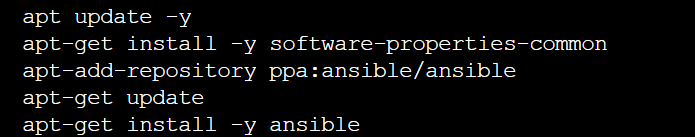 apt update -y
apt-get install -y software-properties-common
apt-add-repository ppa:ansible/ansible
apt-get update
apt-get install -y ansible